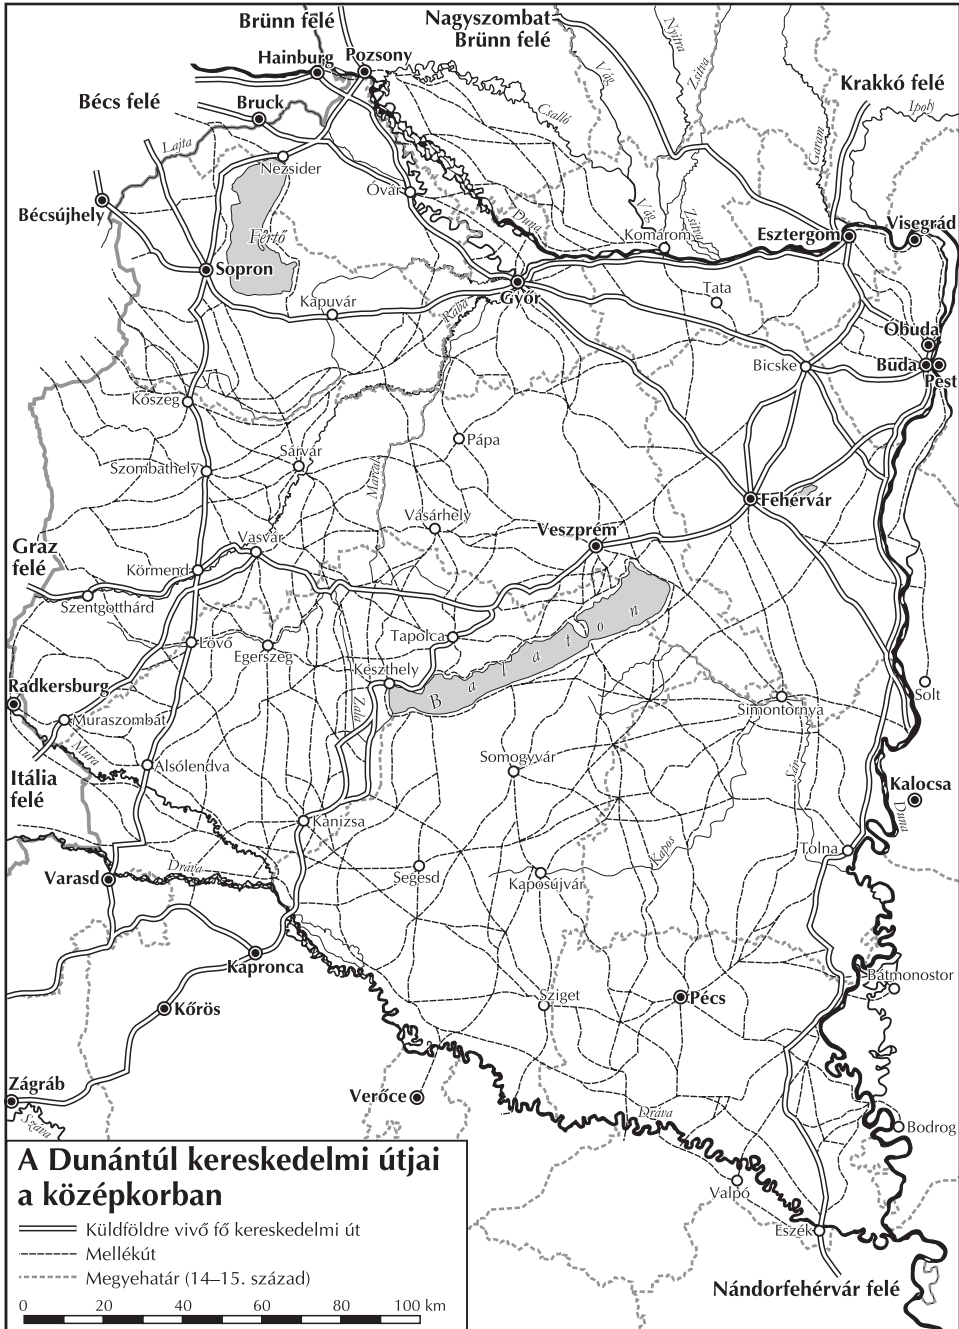 Brünn felé
Nagyszombat
Brünn felé
Hainburg
Pozsony
Krakkó felé
Bécs felé
Bruck
Vág
Nyitra
Zsitva
Csalló
Garam
Ipoly
Lajta
Nezsider
Óvár
Bécsújhely
Duna
Vág
Zsitva
Komárom
Esztergom
Visegrád
Fertő
Sopron
Kapuvár
Győr
Rába
Tata
Óbuda
Bicske
Buda
Pest
Kőszeg
Pápa
Szombathely
Sárvár
Marcal
Fehérvár
Vásárhely
Veszprém
Graz
felé
Vasvár
Körmend
Szentgotthárd
Lövő
Egerszeg
Tapolca
Keszthely
Balaton
Zala
Radkersburg
Muraszombat
Mura
Simontornya
Solt
Itália
felé
Alsólendva
Somogyvár
Sár
Kalocsa
Duna
Kanizsa
Tolna
Kapos
Varasd
Dráva
Segesd
Kaposújvár
Kapronca
Bátmonostor
Kőrös
Sziget
Pécs
Zágráb
Száva
Verőce
Dráva
Bodrog
Valpó
Eszék
Nándorfehérvár felé
A Dunántúl kereskedelmi útjai
a középkorban
Küldföldre vivő fő kereskedelmi út
Mellékút
Megyehatár (14–15. század)
0 20 40 60 80 100 km